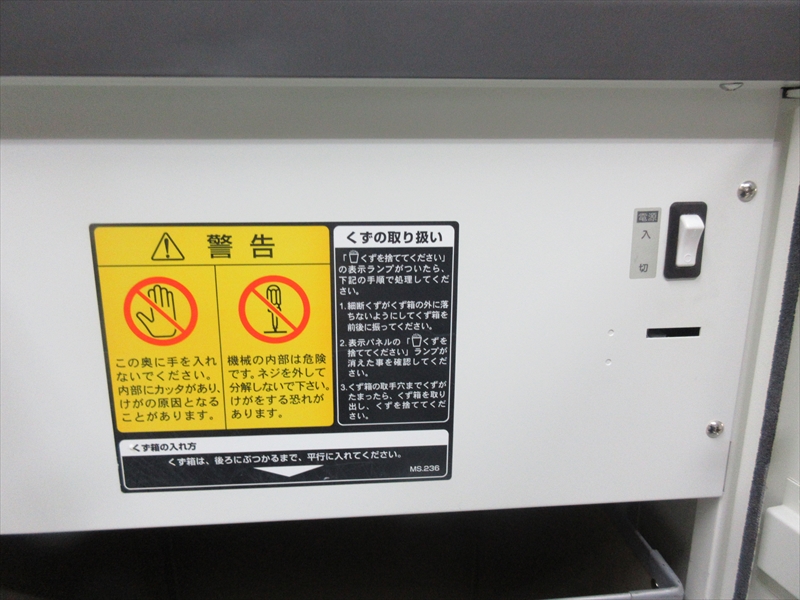 警告
この奥に手を入れ
ないでください。
内部にカッタがあり、
けがの原因となる
ことがあります。
機械の内部は危険
です。ネジを外して
分解しないで下さい。
けがをする恐れが
あります。
くずの取り扱い
「くずを捨ててください」
の表示ランプがついたら、
下記の手順で処理してくだ
さい。
1.細断くずがくず箱の外に落
ちないようにしてくず箱を
前後に振ってください。
2.表示パネルの「くずを
捨ててください」ランプが
消えた事を確認してくだ
さい。
3.くず箱の取手穴までくずが
たまったら、くず箱を取り
出し、くずを捨ててくだ
さい。
くず箱の入れ方
くず箱は、後ろにぶつかるまで、平行に入れてください。
MS.236
電源
入
切